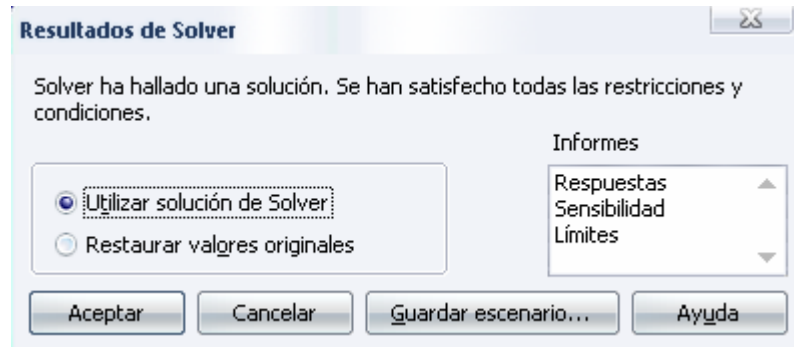 Resultados de Solver
Solver ha hallado una solución. Se han satisfecho todas las restricciones y
condiciones.
Informes
Utilizar solución de Solver
Restaurar valores originales
Respuestas
Sensibilidad
Límites
Aceptar
Cancelar
Guardar escenario...
Ayuda